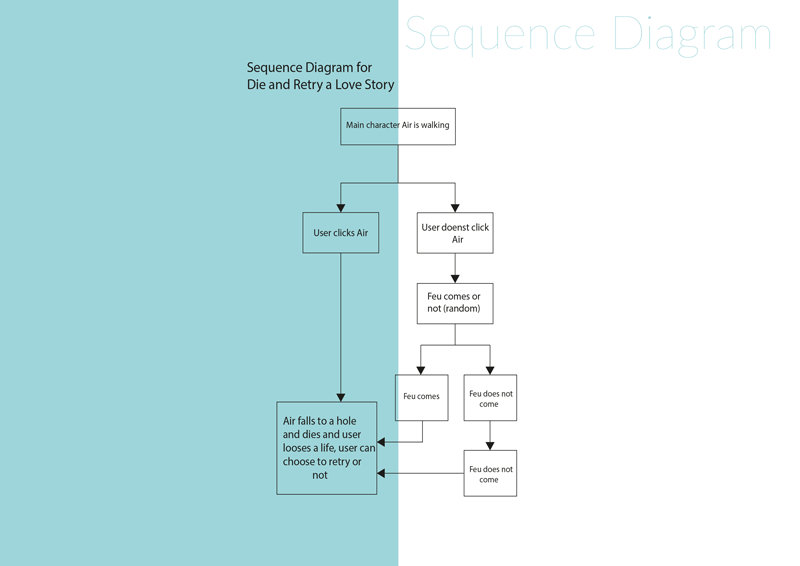 Sequence Diagram
Sequence Diagram for
Die and Retry a Love Story
Main character Air is walking
User clicks Air
User doenst click
Air
Feu comes or
not (random)
Feu comes
Feu does not
come
Air falls to a hole
and dies and user
looses a life, user can
choose to retry or
not
Feu does not
come